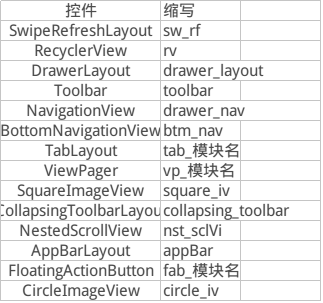 控件 缩写
SwipeRefreshLayout sw_rf
RecyclerView rv
DrawerLayout drawer_layout
Toolbar toolbar
NavigationView drawer_nav
BottomNavigationView btm_nav
TabLayout tab_模块名
ViewPager vp_模块名
SquareImageView square_iv
CollapsingToolbarLayou collapsing_toolbar
NestedScrollView nst_sclVi
AppBarLayout appBar
FloatingActionButton fab_模块名
CircleImageView circle_iv